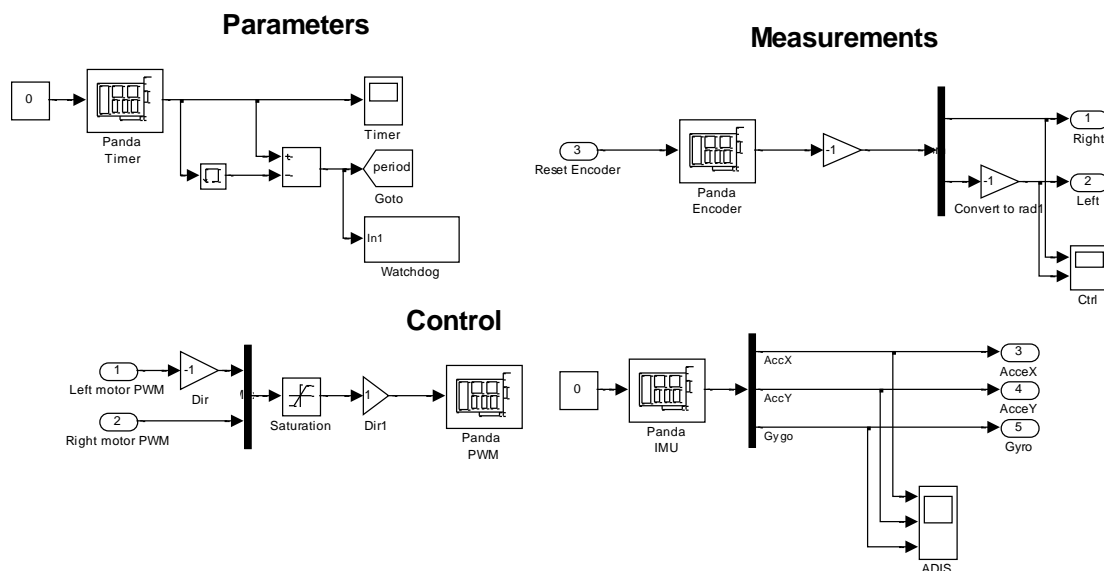 Parameters
0
Panda
Timer
Timer
+
−
period
Goto
In1
Watchdog
Measurements
3
Reset Encoder
Panda
Encoder
-1
1
Right
-1
Convert to rad1
2
Left
Ctrl
Control
1
Left motor PWM
-1
Dir
2
Right motor PWM
Saturation
1
Dir1
Panda
PWM
0
Panda
IMU
AccX
AccY
Gygo
3
AcceX
4
AcceY
5
Gyro
ADIS